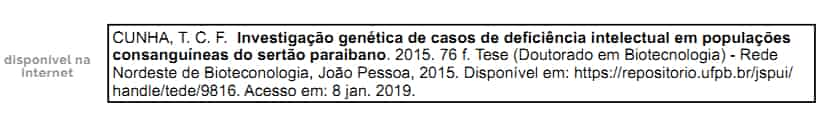 disponível na
Internet
CUNHA, T. C. F. Investigação genética de casos de deficiência intelectual em populações
consanguíneas do sertão paraibano. 2015. 76 f. Tese (Doutorado em Biotecnologia) - Rede
Nordeste de Bioteconologia, João Pessoa, 2015. Disponível em: https://repositorio.ufpb.br/jspui/
handle/tede/9816. Acesso em: 8 jan. 2019.